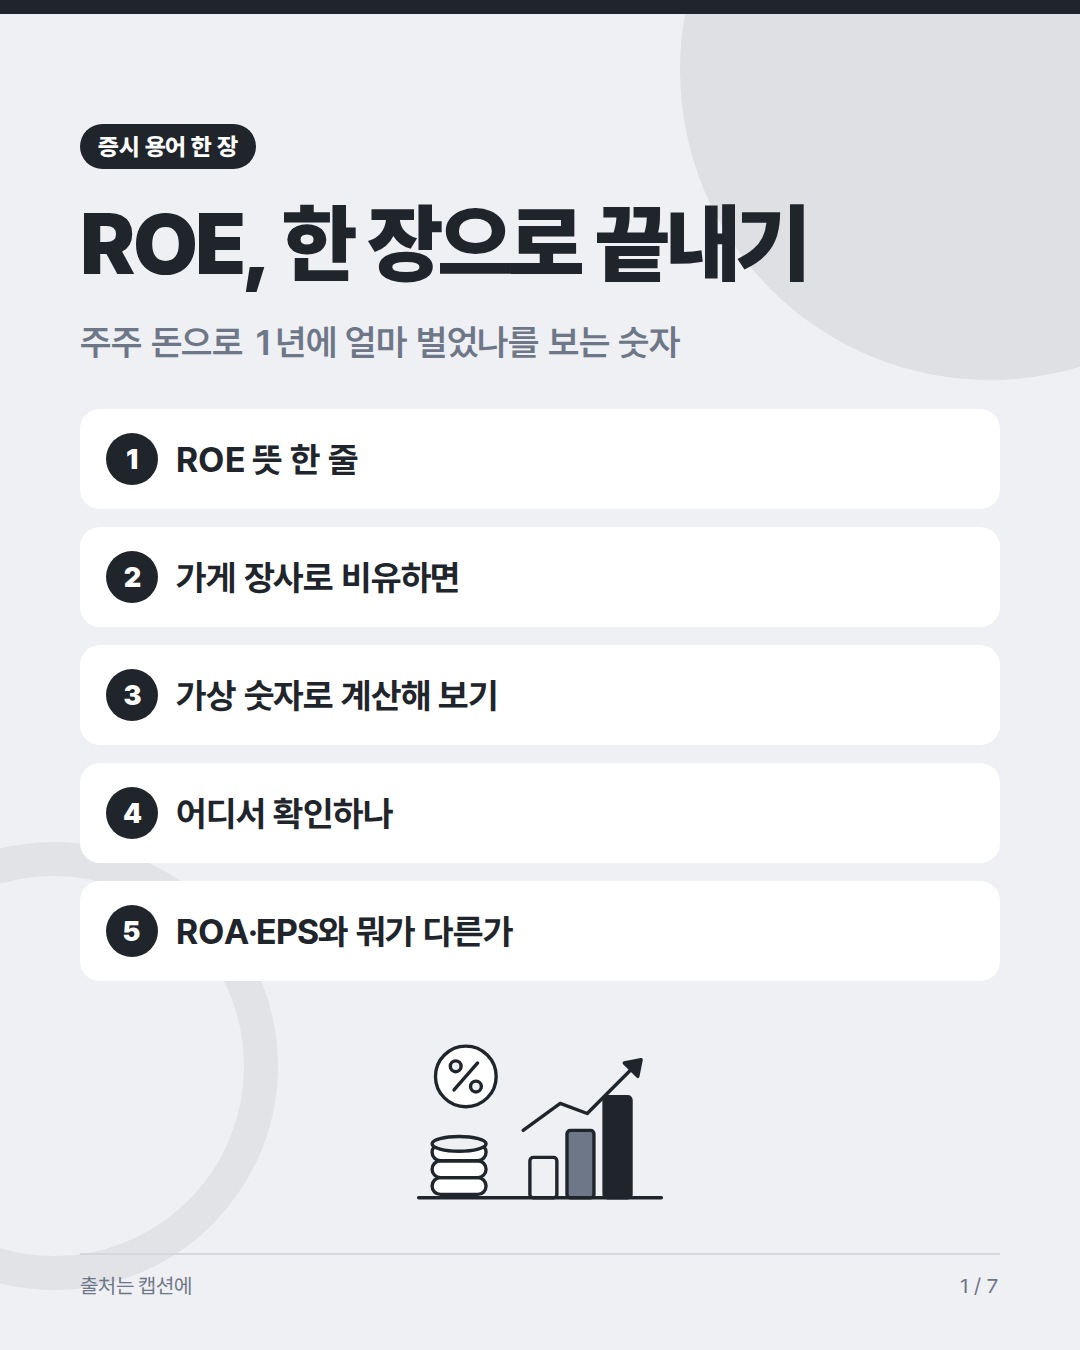 증시 용어 한 장
ROE, 한 장으로 끝내기
주주 돈으로 1년에 얼마 벌었나를 보는 숫자
1 ROE 뜻 한 줄
2 가게 장사로 비유하면
3 가상 숫자로 계산해 보기
4 어디서 확인하나
5 ROA·EPS와 뭐가 다른가
%
출처는 캡션에
1 / 7